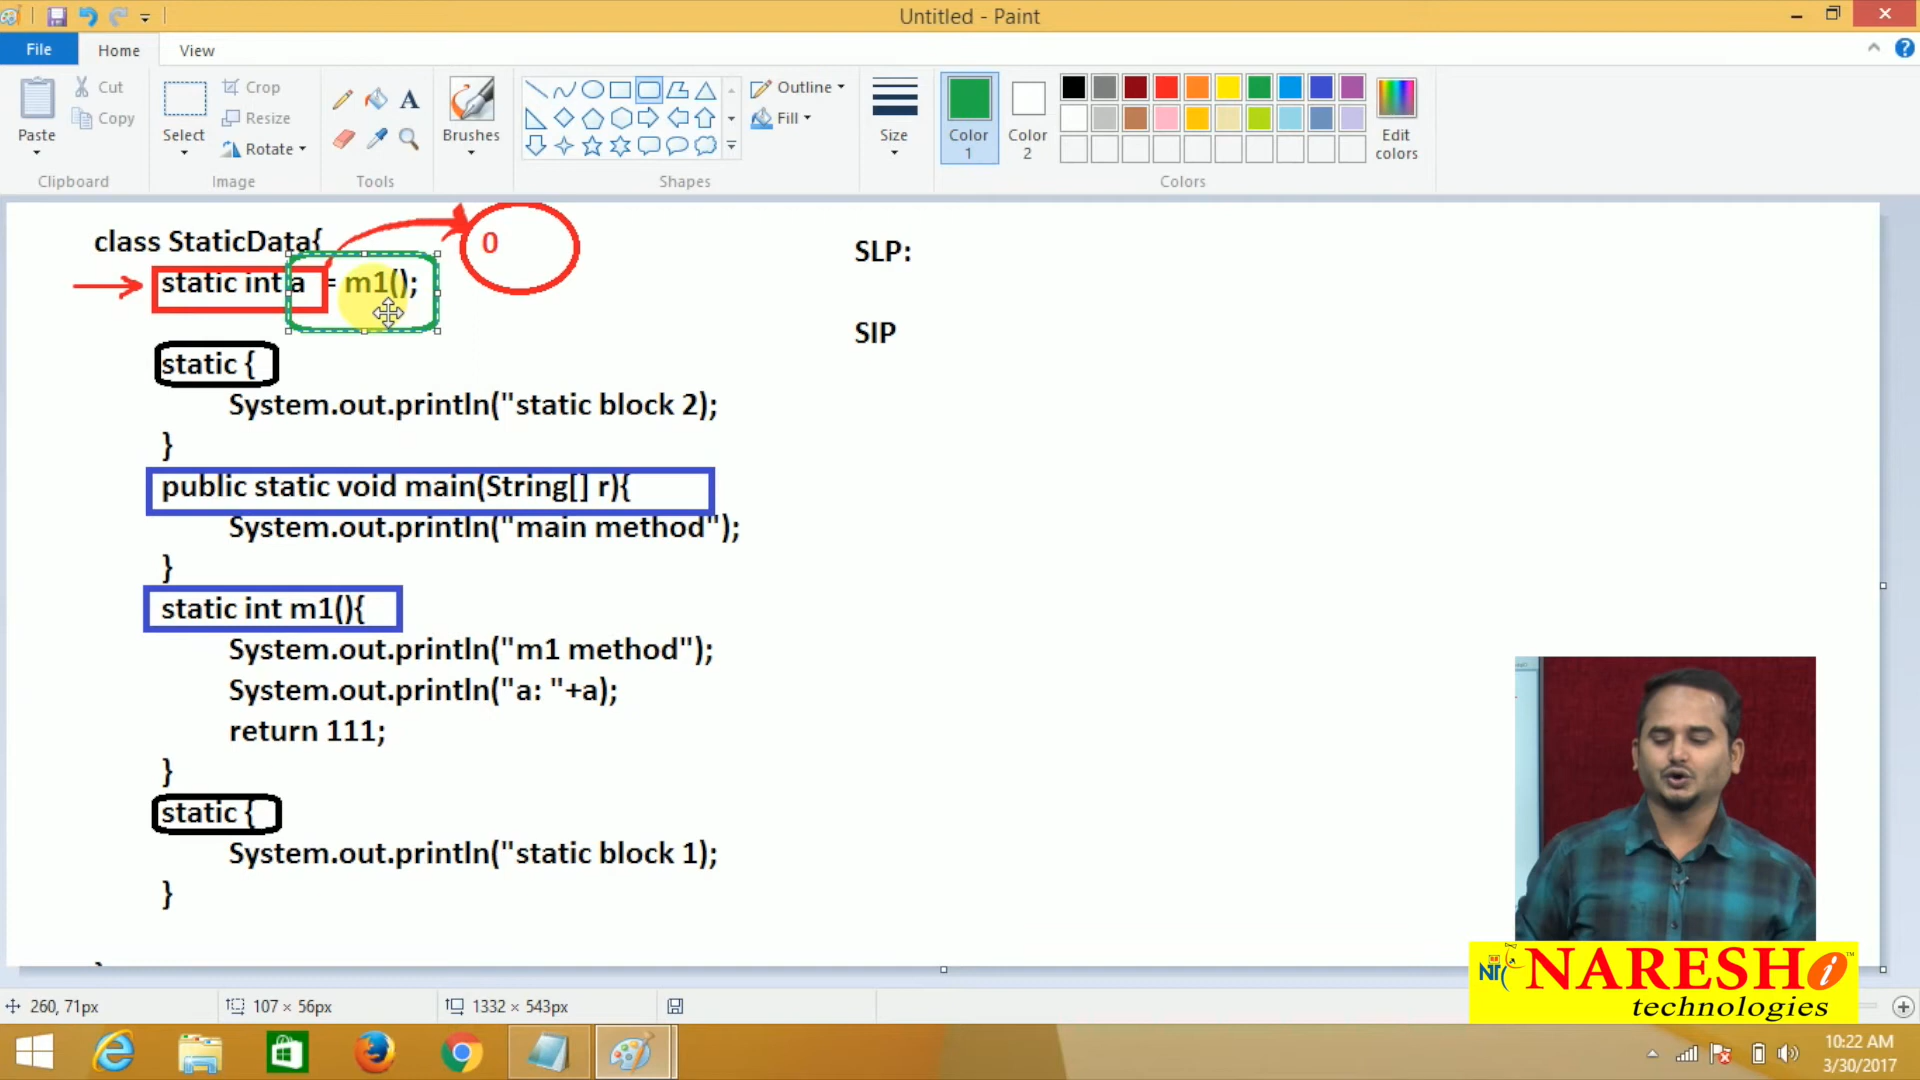 Untitled - Paint
File
Home
View
Paste
Cut
Copy
Clipboard
Select
Crop
Resize
Rotate
Image
A
Tools
Brushes
Shapes
Outline
Fill
Size
Color
1
Color
2
Edit
colors
Colors
class StaticData{
static int a = m1();
0
static {
System.out.println("static block 2);
}
public static void main(String[] r){
System.out.println("main method");
}
static int m1(){
System.out.println("m1 method");
System.out.println("a: "+a);
return 111;
}
static {
System.out.println("static block 1);
}
SLP:
SIP
NARESH i
technologies
260, 71px
107 × 56px
1332 × 543px
10:22 AM
3/30/2017